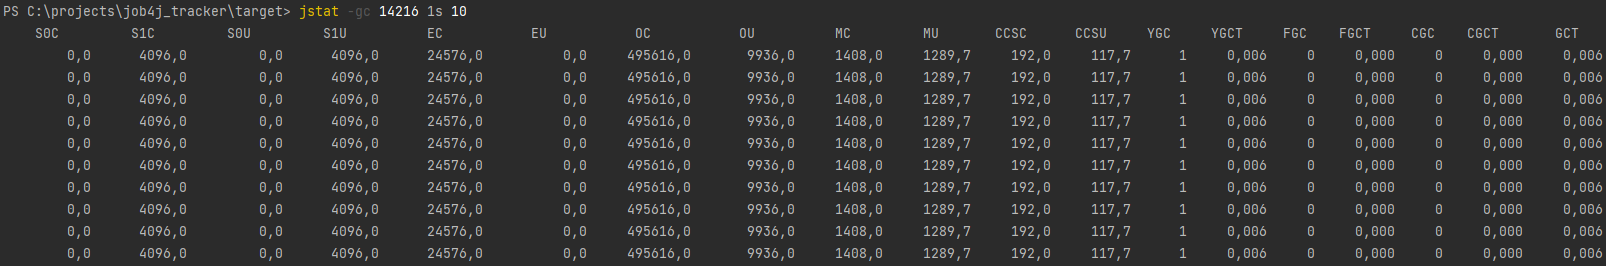 PS C:\projects\job4j_tracker\target> jstat -gc 14216 1s 10
S0C S1C S0U S1U EC EU OC OU MC MU CCSC CCSU YGC YGCT FGC FGCT CGC CGCT GCT
0,0 4096,0 0,0 4096,0 24576,0 0,0 495616,0 9936,0 1408,0 1289,7 192,0 117,7 1 0,006 0 0,000 0 0,000 0,006
0,0 4096,0 0,0 4096,0 24576,0 0,0 495616,0 9936,0 1408,0 1289,7 192,0 117,7 1 0,006 0 0,000 0 0,000 0,006
0,0 4096,0 0,0 4096,0 24576,0 0,0 495616,0 9936,0 1408,0 1289,7 192,0 117,7 1 0,006 0 0,000 0 0,000 0,006
0,0 4096,0 0,0 4096,0 24576,0 0,0 495616,0 9936,0 1408,0 1289,7 192,0 117,7 1 0,006 0 0,000 0 0,000 0,006
0,0 4096,0 0,0 4096,0 24576,0 0,0 495616,0 9936,0 1408,0 1289,7 192,0 117,7 1 0,006 0 0,000 0 0,000 0,006
0,0 4096,0 0,0 4096,0 24576,0 0,0 495616,0 9936,0 1408,0 1289,7 192,0 117,7 1 0,006 0 0,000 0 0,000 0,006
0,0 4096,0 0,0 4096,0 24576,0 0,0 495616,0 9936,0 1408,0 1289,7 192,0 117,7 1 0,006 0 0,000 0 0,000 0,006
0,0 4096,0 0,0 4096,0 24576,0 0,0 495616,0 9936,0 1408,0 1289,7 192,0 117,7 1 0,006 0 0,000 0 0,000 0,006
0,0 4096,0 0,0 4096,0 24576,0 0,0 495616,0 9936,0 1408,0 1289,7 192,0 117,7 1 0,006 0 0,000 0 0,000 0,006
0,0 4096,0 0,0 4096,0 24576,0 0,0 495616,0 9936,0 1408,0 1289,7 192,0 117,7 1 0,006 0 0,000 0 0,000 0,006